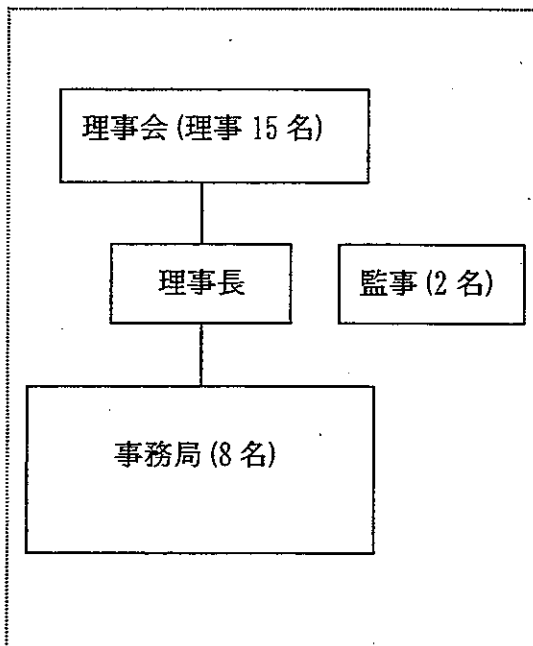 理事会 (理事 15 名)
理事長
監事 (2 名)
事務局 (8 名)